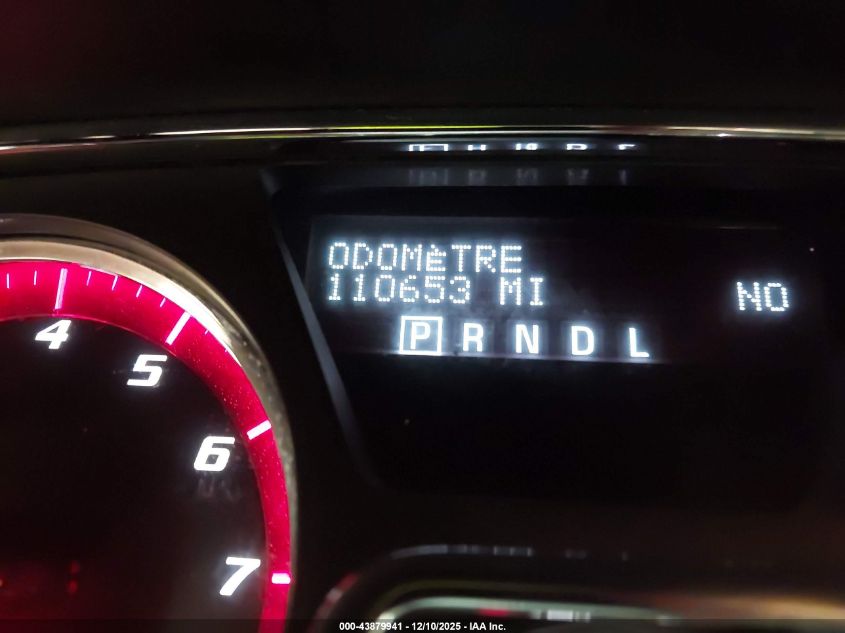 ODOMèTRE
110653 MI NO
P R N D L
4
5
6
7
000-43879941 - 12/10/2025 - IAA Inc.